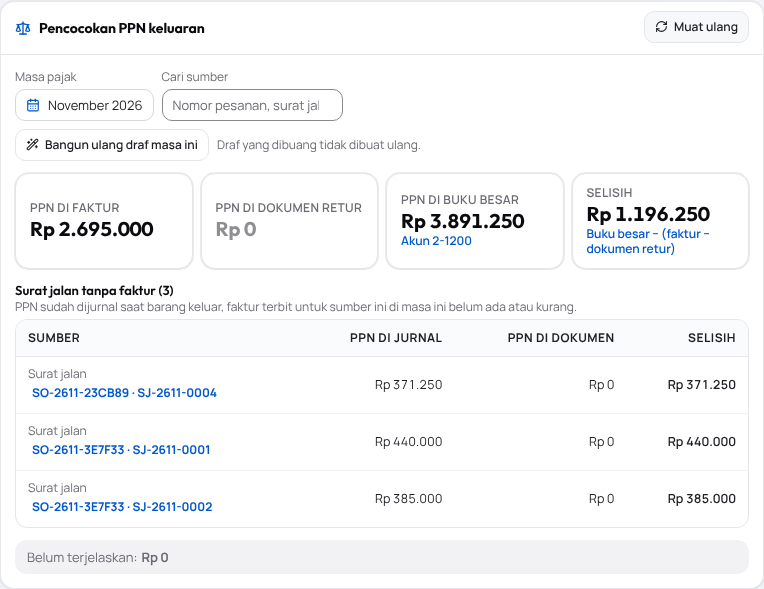 Pencocokan PPN keluaran
Muat ulang
Masa pajak
Cari sumber
November 2026
Nomor pesanan, surat jal
Bangun ulang draf masa ini
Draf yang dibuang tidak dibuat ulang.
PPN DI FAKTUR
Rp 2.695.000
PPN DI DOKUMEN RETUR
Rp 0
PPN DI BUKU BESAR
Rp 3.891.250
Akun 2-1200
SELISIH
Rp 1.196.250
Buku besar − (faktur −
dokumen retur)
Surat jalan tanpa faktur (3)
PPN sudah dijurnal saat barang keluar, faktur terbit untuk sumber ini di masa ini belum ada atau kurang.
SUMBER PPN DI JURNAL PPN DI DOKUMEN SELISIH
Surat jalan
SO-2611-23CB89 · SJ-2611-0004 Rp 371.250 Rp 0 Rp 371.250
Surat jalan
SO-2611-3E7F33 · SJ-2611-0001 Rp 440.000 Rp 0 Rp 440.000
Surat jalan
SO-2611-3E7F33 · SJ-2611-0002 Rp 385.000 Rp 0 Rp 385.000
Belum terjelaskan: Rp 0